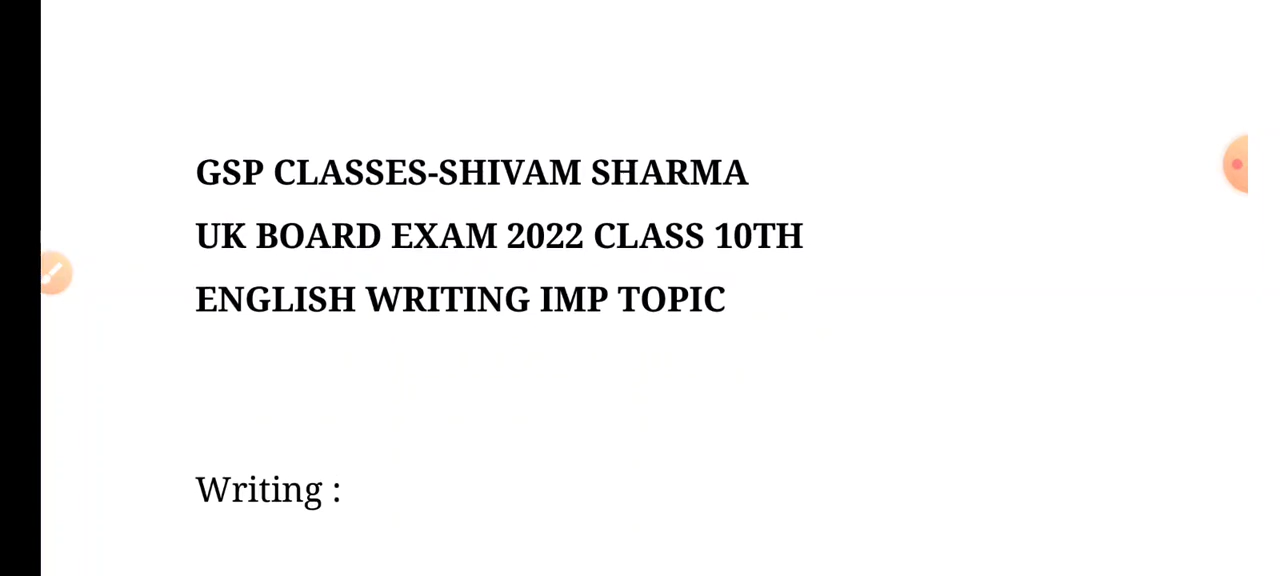 GSP CLASSES-SHIVAM SHARMA
UK BOARD EXAM 2022 CLASS 10TH
ENGLISH WRITING IMP TOPIC
Writing :